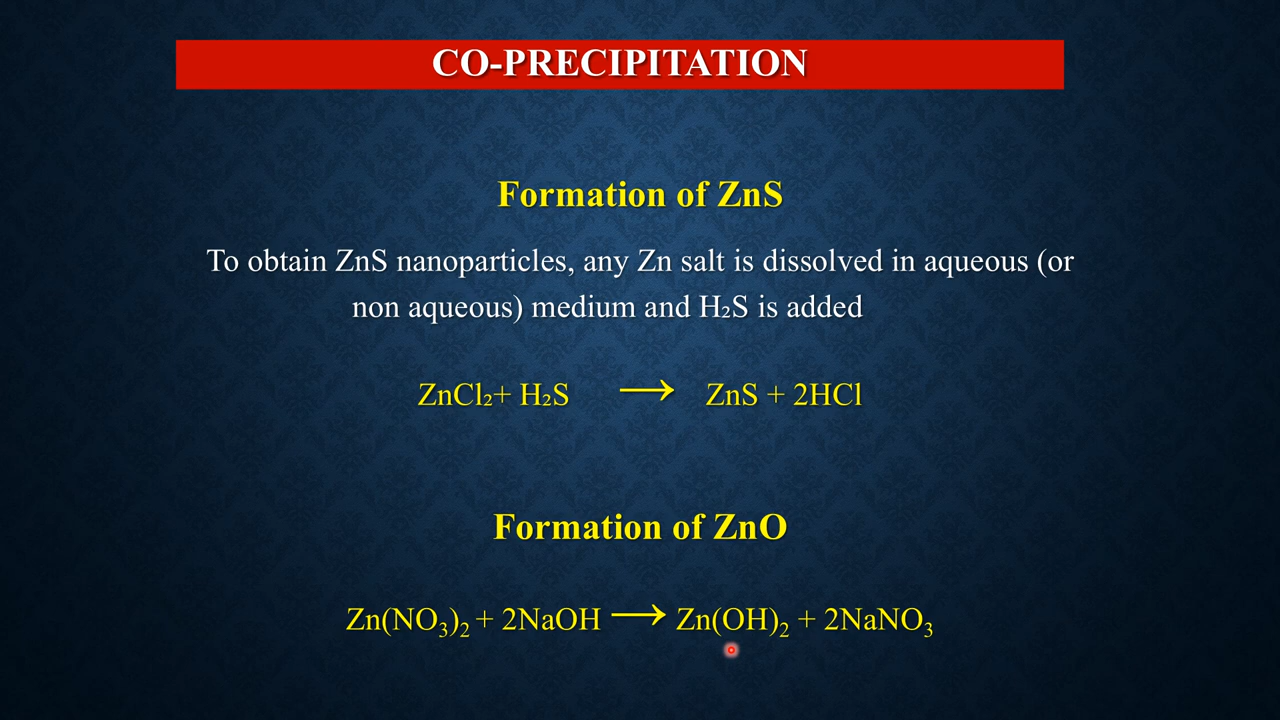 CO-PRECIPITATION
Formation of ZnS
To obtain ZnS nanoparticles, any Zn salt is dissolved in aqueous (or
non aqueous) medium and H₂S is added
ZnCl₂+ H₂S → ZnS + 2HCl
Formation of ZnO
Zn(NO₃)₂ + 2NaOH → Zn(OH)₂ + 2NaNO₃